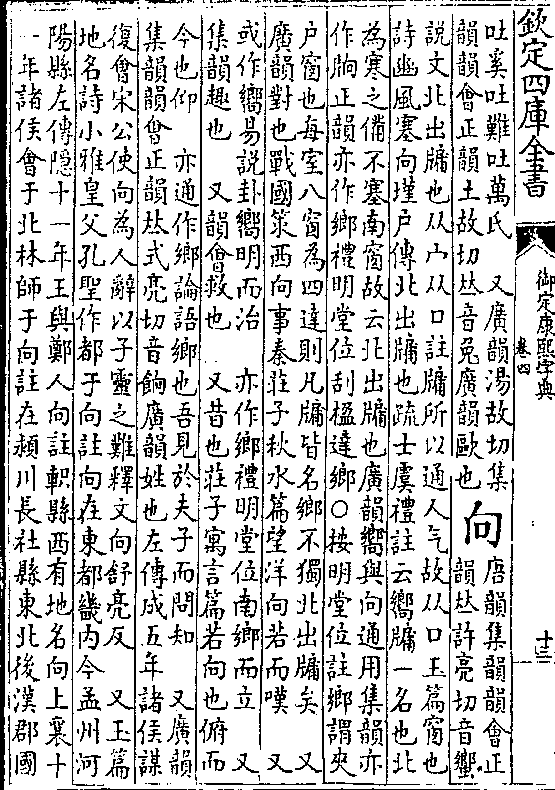 欽定四庫全書
御定康熙字典
卷四
十三
吐奚吐難吐萬氏 又廣韻湯故切集
韻韻會正韻土故切𠀤音兔廣韻歐也
向
唐韻集韻韻會正
韻𠀤許亮切音蠁
說文北出牖也从宀从口註牖所以通人气故从口玉篇窗也
詩豳風塞向墐戶傳北出牖也疏士虞禮註云嚮牖一名也北
為寒之備不塞南窗故云北出牖也廣韻嚮與向通用集韻亦
作正韻亦作鄉禮明堂位刮楹達鄉○按明堂位註鄉謂夾
戶窗也每室八窗為四達則凡牖皆名鄉不獨北出牖矣 又
廣韻對也戰國策西向事秦莊子秋水篇望洋向若而嘆 又
或作嚮易說卦嚮明而治 亦作鄉禮明堂位南鄉而立 又
集韻趣也 又韻會救也 又昔也莊子寓言篇若向也俯而
今也仰 亦通作鄉論語鄉也吾見於夫子而問知 又廣韻
集韻韻會正韻𠀤式亮切音餉廣韻姓也左傳成五年諸侯謀
復會宋公使向為人辭以子靈之難釋文向舒亮反 又玉篇
地名詩小雅皇父孔聖作都于向註向在東都畿內今孟州河
陽縣左傳隱十一年王與鄭人向註軹縣西有地名向上襄十
一年諸侯會于北林師于向註在潁川長社縣東北後漢郡國